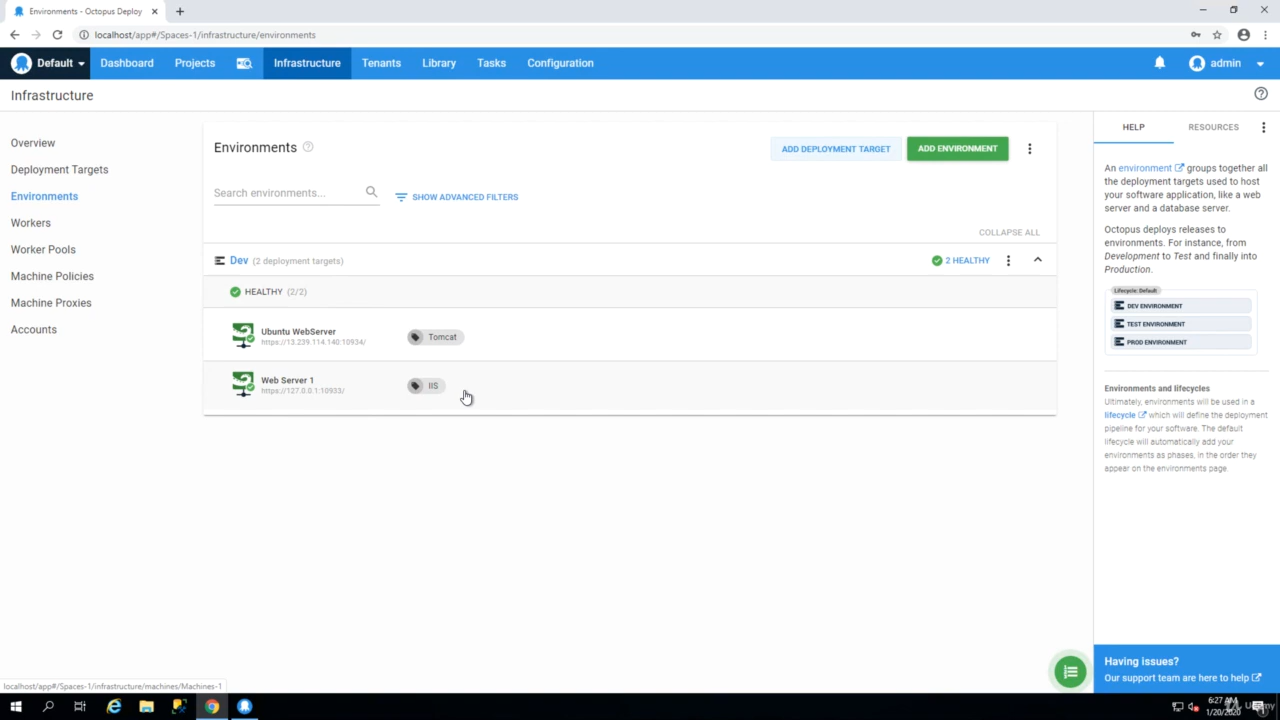 Environments - Octopus Deploy
localhost/app#/Spaces-1/infrastructure/environments
Default Dashboard Projects Infrastructure Tenants Library Tasks Configuration admin
Infrastructure
Overview
Deployment Targets
Environments
Workers
Worker Pools
Machine Policies
Machine Proxies
Accounts
Environments
ADD DEPLOYMENT TARGET ADD ENVIRONMENT
Search environments... SHOW ADVANCED FILTERS
COLLAPSE ALL
Dev (2 deployment targets) 2 HEALTHY
HEALTHY (2/2)
Ubuntu WebServer Tomcat
https://13.239.114.140:10934/
Web Server 1 IIS
https://127.0.0.1:10933/
HELP RESOURCES
An environment groups together all
the deployment targets used to host
your software application, like a web
server and a database server.
Octopus deploys releases to
environments. For instance, from
Development to Test and finally into
Production.
Lifecycle: Default
DEV ENVIRONMENT
TEST ENVIRONMENT
PROD ENVIRONMENT
Environments and lifecycles
Ultimately, environments will be used in a
lifecycle which will define the deployment
pipeline for your software. The default
lifecycle will automatically add your
environments as phases, in the order they
appear on the environments page.
Having issues?
Our support team are here to help
localhost/app#/Spaces-1/infrastructure/machines/Machines-1
6:27 AM
1/20/2020
Udemy